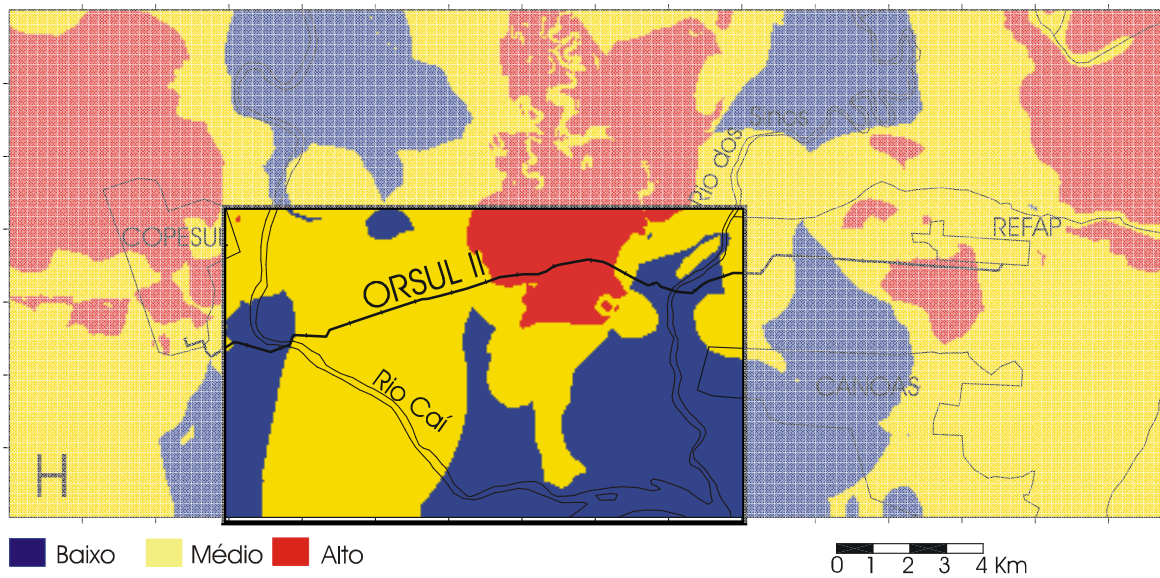 Rio dos Sinos
COPESUL
REFAP
ORSUL II
Rio Caí
CANOAS
H
Baixo
Médio
Alto
0 1 2 3 4 Km